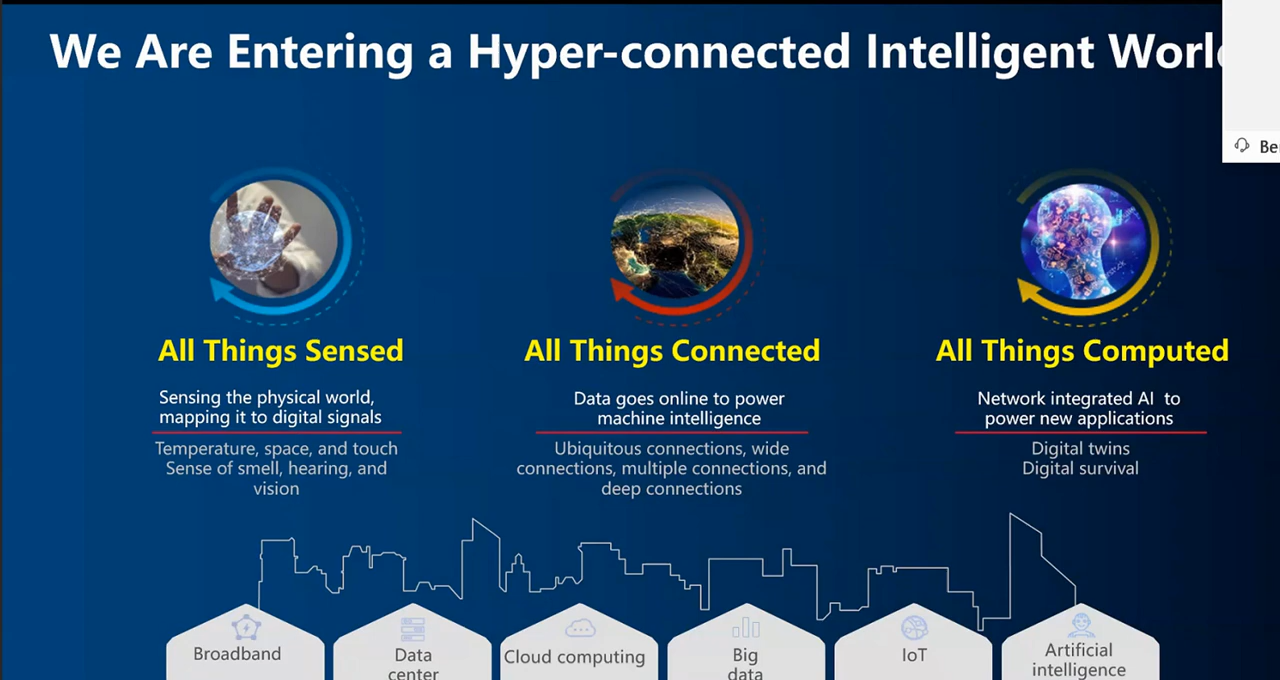 We Are Entering a Hyper-connected Intelligent Worl
Be
All Things Sensed
Sensing the physical world,
mapping it to digital signals
Temperature, space, and touch
Sense of smell, hearing, and
vision
All Things Connected
Data goes online to power
machine intelligence
Ubiquitous connections, wide
connections, multiple connections, and
deep connections
All Things Computed
Network integrated AI to
power new applications
Digital twins
Digital survival
Broadband
Data
center
Cloud computing
Big
data
IoT
Artificial
intelligence